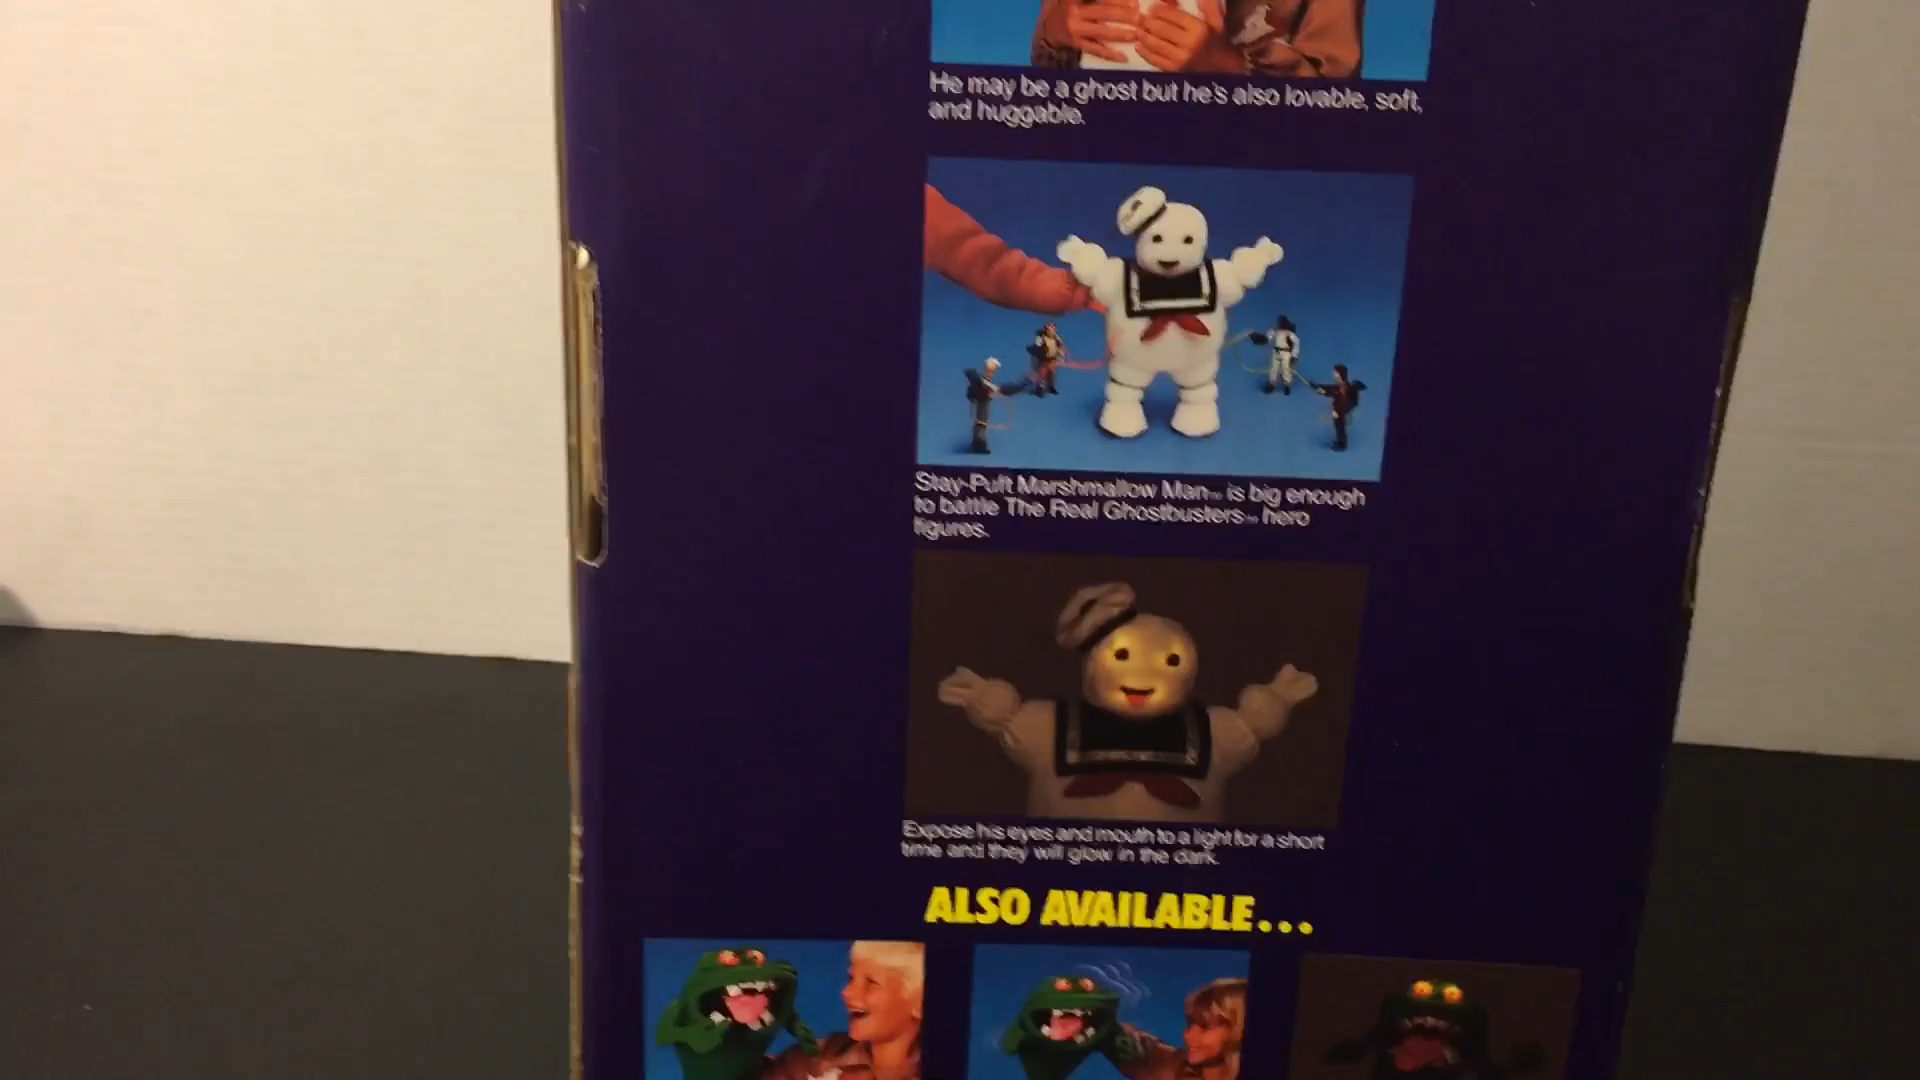 He may be a ghost but he's also lovable, soft,
and huggable.
Stay-Puft Marshmallow Man™ is big enough
to battle The Real Ghostbusters™ hero
figures.
Expose his eyes and mouth to a light for a short
time and they will glow in the dark.
ALSO AVAILABLE...